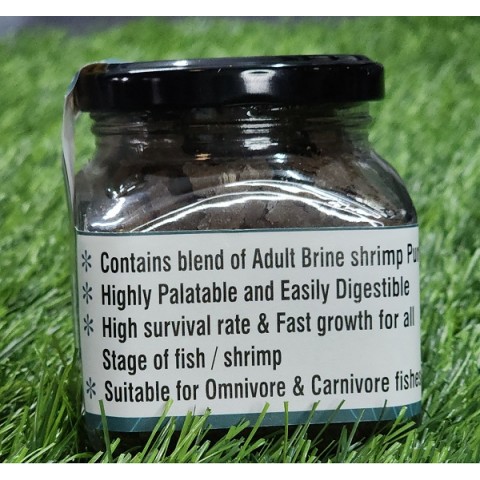 * Contains blend of Adult Brine shrimp
* Highly Palatable and Easily Digestible
* High survival rate & Fast growth for all
Stage of fish / shrimp
* Suitable for Omnivore & Carnivore fishes